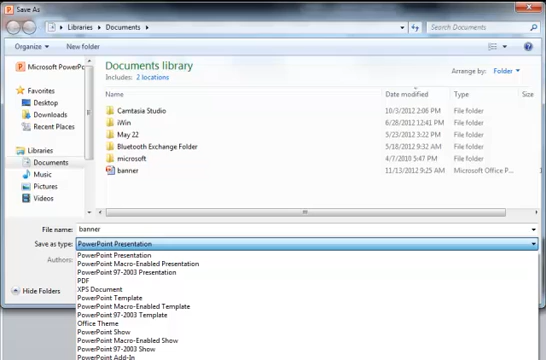 Save As
Libraries Documents
Search Documents
Organize New folder
Microsoft PowerPo
Favorites
Desktop
Downloads
Recent Places
Libraries
Documents
Music
Pictures
Videos
Documents library
Includes: 2 locations
Arrange by: Folder
Name Date modified Type Size
Camtasia Studio 10/3/2012 2:06 PM File folder
iWin 6/28/2012 12:41 PM File folder
May 22 5/23/2012 3:22 PM File folder
Bluetooth Exchange Folder 5/18/2012 9:32 AM File folder
microsoft 4/7/2010 5:47 PM File folder
banner 11/13/2012 9:25 AM Microsoft Office P...
File name: banner
Save as type: PowerPoint Presentation
Authors:
Hide Folders
PowerPoint Presentation
PowerPoint Macro-Enabled Presentation
PowerPoint 97-2003 Presentation
PDF
XPS Document
PowerPoint Template
PowerPoint Macro-Enabled Template
PowerPoint 97-2003 Template
Office Theme
PowerPoint Show
PowerPoint Macro-Enabled Show
PowerPoint 97-2003 Show
PowerPoint Add-In